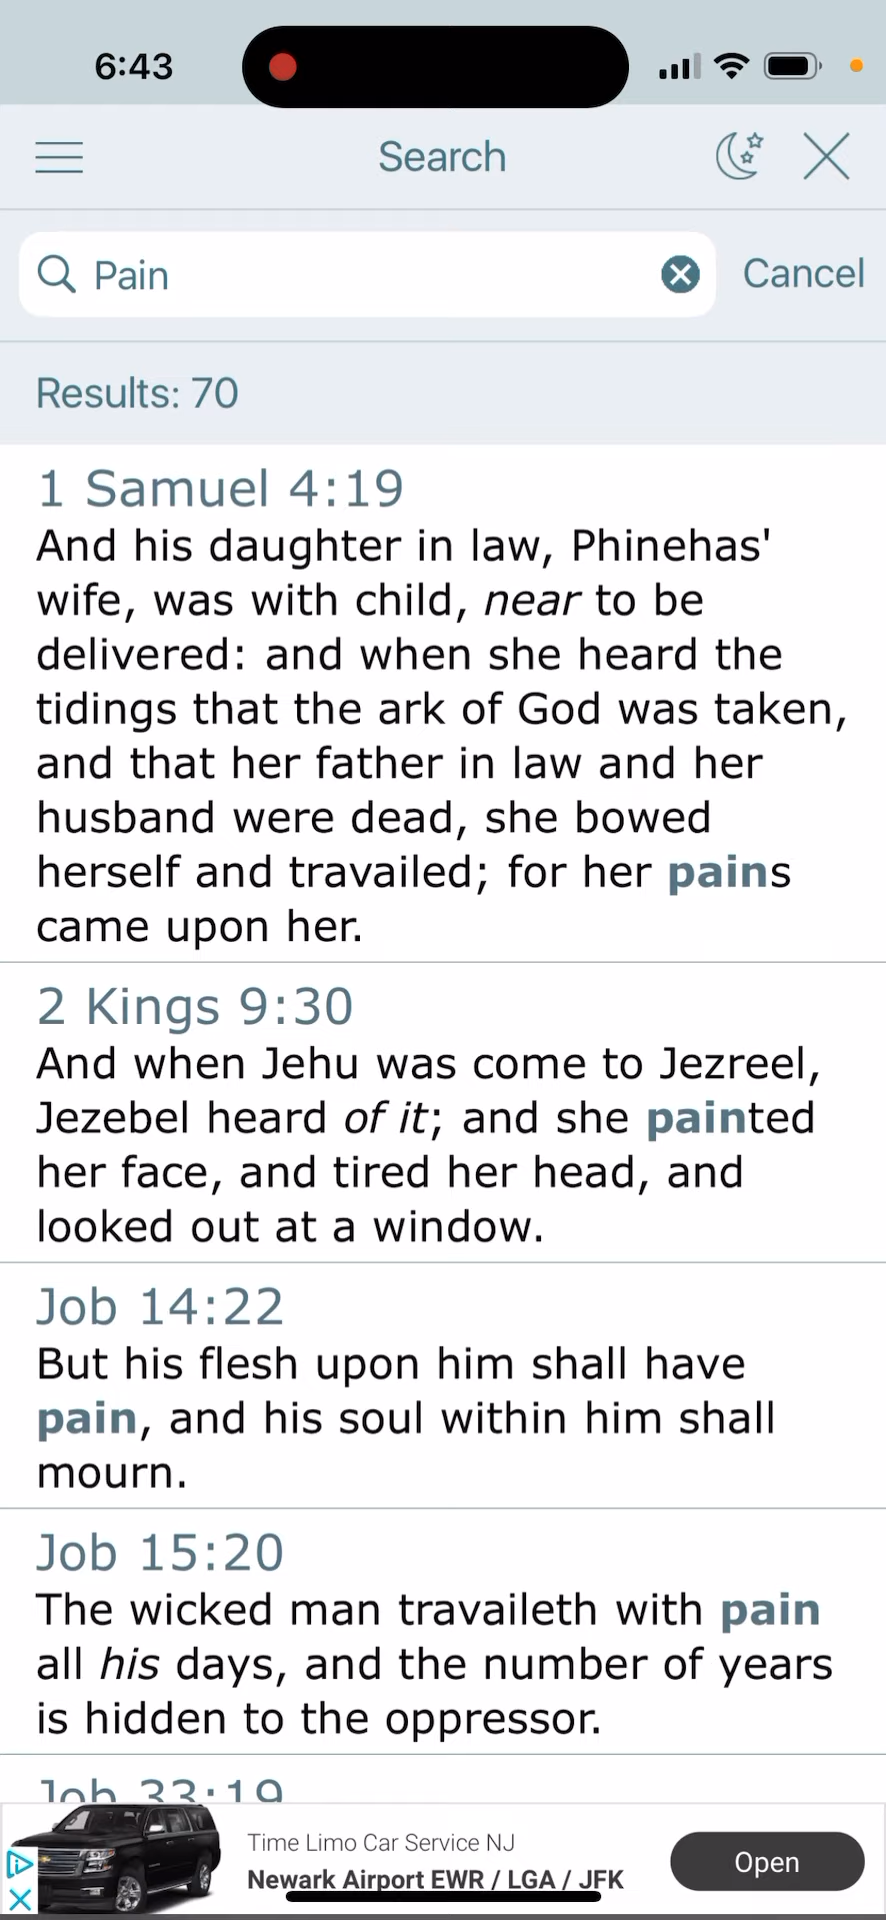 6:43
Search
Pain
Cancel
Results: 70
1 Samuel 4:19
And his daughter in law, Phinehas'
wife, was with child, near to be
delivered: and when she heard the
tidings that the ark of God was taken,
and that her father in law and her
husband were dead, she bowed
herself and travailed; for her pains
came upon her.
2 Kings 9:30
And when Jehu was come to Jezreel,
Jezebel heard of it; and she painted
her face, and tired her head, and
looked out at a window.
Job 14:22
But his flesh upon him shall have
pain, and his soul within him shall
mourn.
Job 15:20
The wicked man travaileth with pain
all his days, and the number of years
is hidden to the oppressor.
Job 33:19
Time Limo Car Service NJ
Newark Airport EWR / LGA / JFK
Open